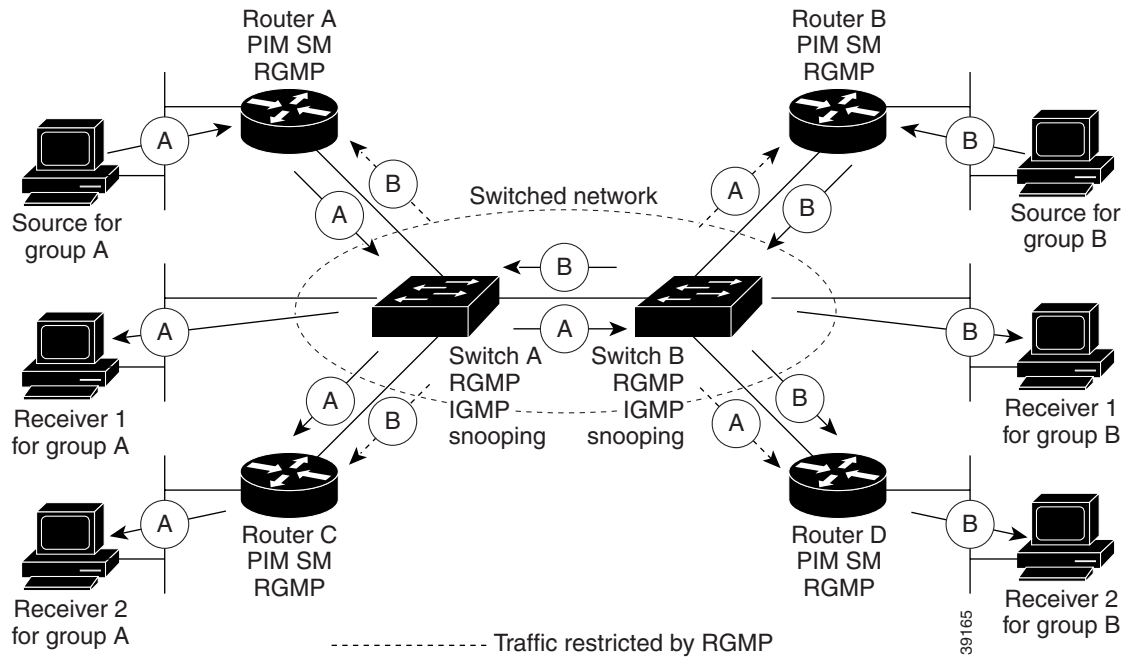 Router A
PIM SM
RGMP
Router B
PIM SM
RGMP
A
B
A
B
A
B
Switched network
Source for
group A
Source for
group B
B
A
A
B
Switch A
RGMP
IGMP
snooping
Switch B
RGMP
IGMP
snooping
Receiver 1
for group A
Receiver 1
for group B
A
B
A
B
A
B
Router C
PIM SM
RGMP
Router D
PIM SM
RGMP
Receiver 2
for group A
Receiver 2
for group B
Traffic restricted by RGMP
39165